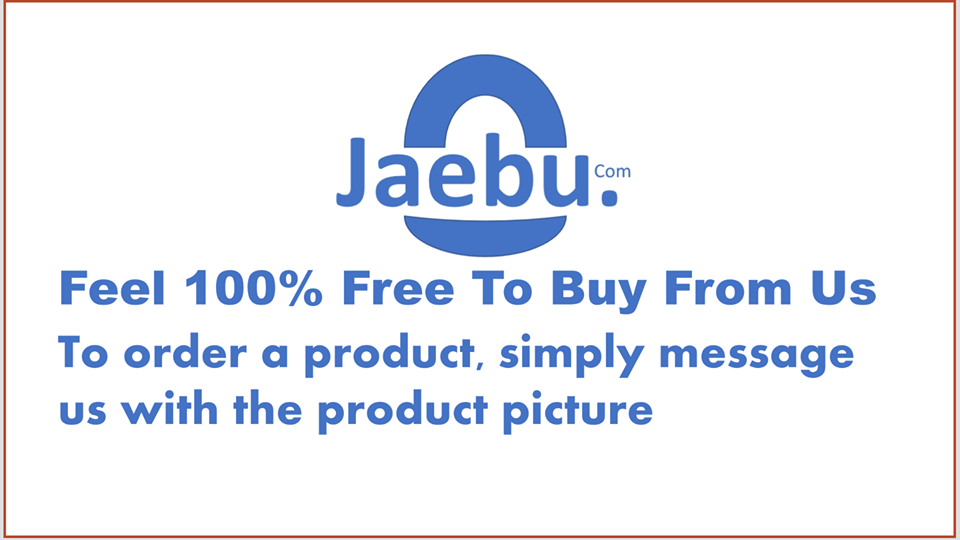 Jaebu.Com
Feel 100% Free To Buy From Us
To order a product, simply message
us with the product picture